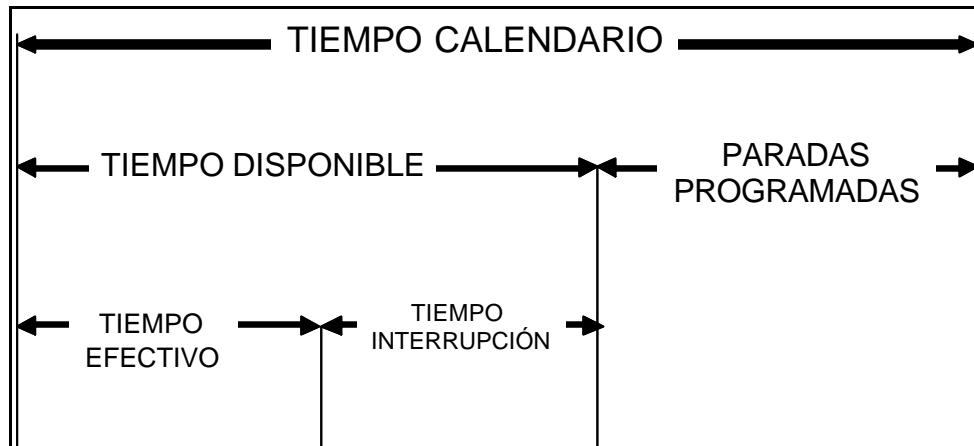 TIEMPO CALENDARIO
TIEMPO DISPONIBLE
PARADAS
PROGRAMADAS
TIEMPO
EFECTIVO
TIEMPO
INTERRUPCIÓN